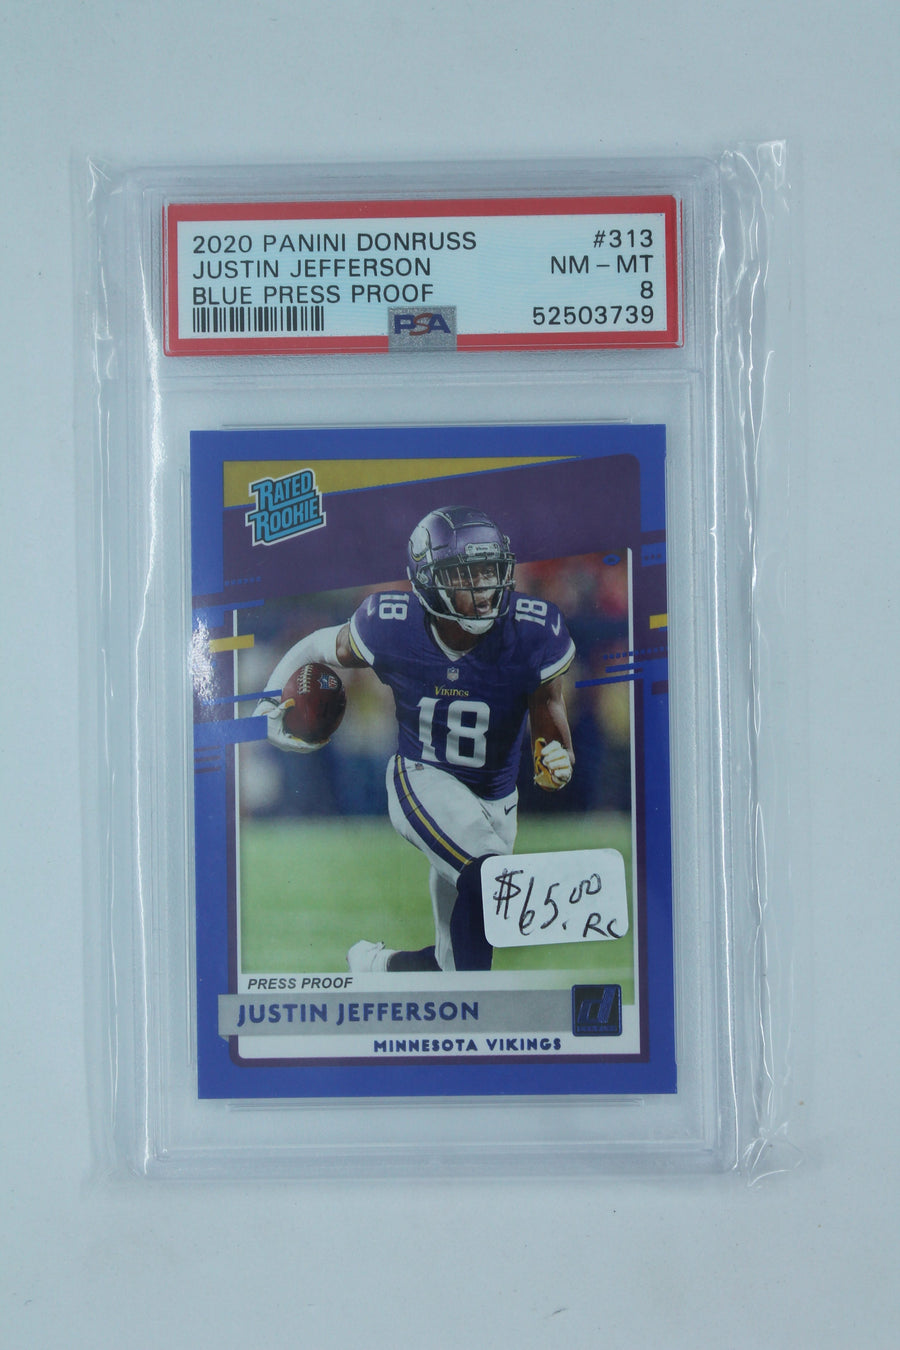 2020 PANINI DONRUSS #313
JUSTIN JEFFERSON NM - MT
BLUE PRESS PROOF 8
PSA 52503739
RATED
ROOKIE
18 18
VIKINGS
18
$65.00
RC
PRESS PROOF
JUSTIN JEFFERSON
MINNESOTA VIKINGS